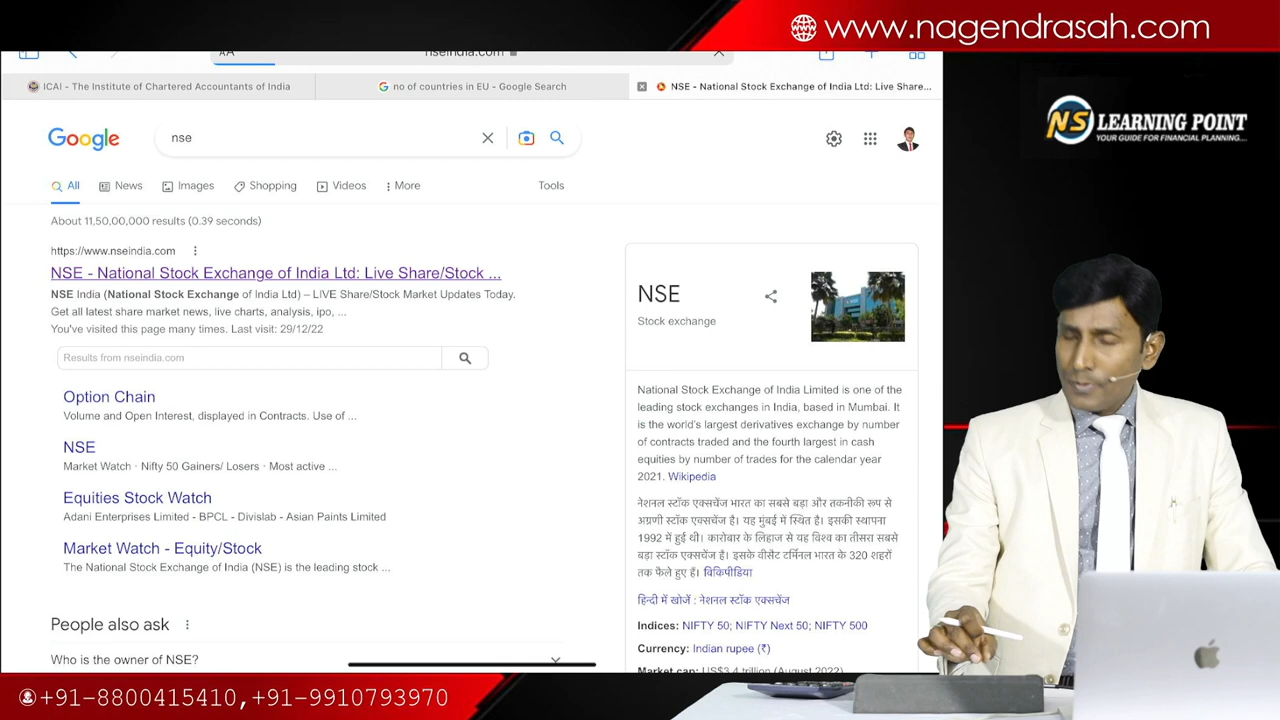 www.nagendrasah.com
AA
nseindia.com
ICAI - The Institute of Chartered Accountants of India
no of countries in EU - Google Search
NSE - National Stock Exchange of India Ltd: Live Share...
NS LEARNING POINT
YOUR GUIDE FOR FINANCIAL PLANNING....
Google
nse
All
News
Images
Shopping
Videos
More
Tools
About 11,50,00,000 results (0.39 seconds)
https://www.nseindia.com
NSE - National Stock Exchange of India Ltd: Live Share/Stock ...
NSE India (National Stock Exchange of India Ltd) – LIVE Share/Stock Market Updates Today.
Get all latest share market news, live charts, analysis, ipo, ...
You've visited this page many times. Last visit: 29/12/22
Results from nseindia.com
Option Chain
Volume and Open Interest, displayed in Contracts. Use of ...
NSE
Market Watch · Nifty 50 Gainers/ Losers · Most active ...
Equities Stock Watch
Adani Enterprises Limited - BPCL - Divislab - Asian Paints Limited
Market Watch - Equity/Stock
The National Stock Exchange of India (NSE) is the leading stock ...
People also ask
Who is the owner of NSE?
NSE
Stock exchange
National Stock Exchange of India Limited is one of the
leading stock exchanges in India, based in Mumbai. It
is the world's largest derivatives exchange by number
of contracts traded and the fourth largest in cash
equities by number of trades for the calendar year
2021. Wikipedia
नेशनल स्टॉक एक्सचेंज भारत का सबसे बड़ा और तकनीकी रूप से
अग्रणी स्टॉक एक्सचेंज है। यह मुंबई में स्थित है। इसकी स्थापना
1992 में हुई थी। कारोबार के लिहाज से यह विश्व का तीसरा सबसे
बड़ा स्टॉक एक्सचेंज है। इसके वीसैट टर्मिनल भारत के 320 शहरों
तक फैले हुए हैं। विकिपीडिया
हिन्दी में खोजें : नेशनल स्टॉक एक्सचेंज
Indices: NIFTY 50; NIFTY Next 50; NIFTY 500
Currency: Indian rupee (₹)
Market cap: US$3.4 trillion (August 2022)
+91-8800415410,+91-9910793970